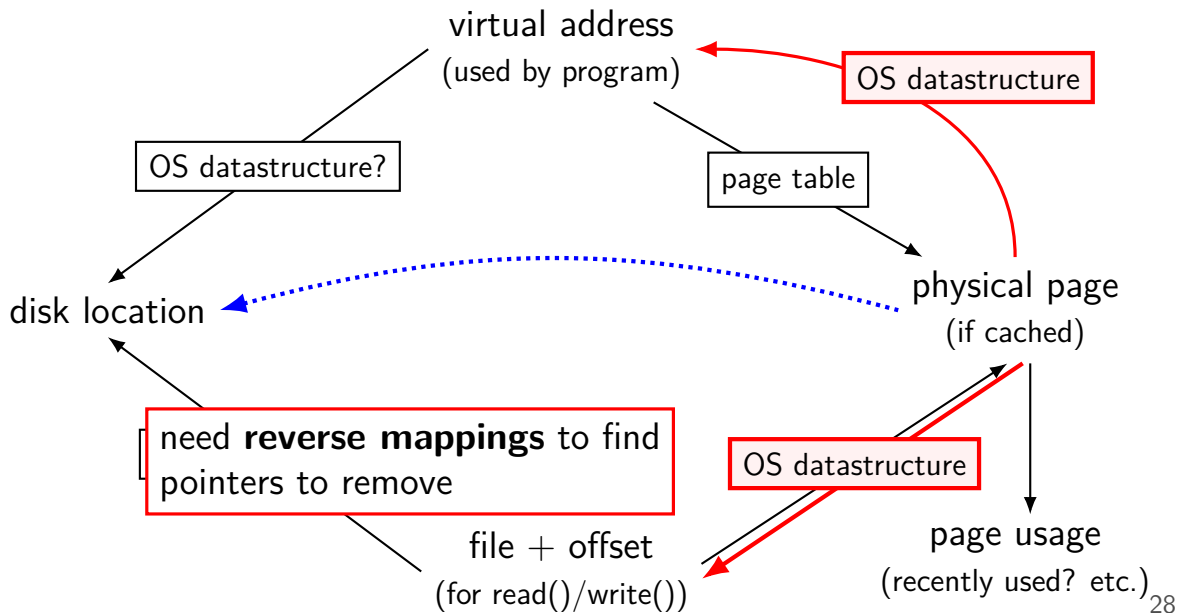 virtual address
(used by program)
OS datastructure
OS datastructure?
page table
disk location
physical page
(if cached)
need reverse mappings to find
pointers to remove
OS datastructure
file + offset
(for read()/write())
page usage
(recently used? etc.)
28